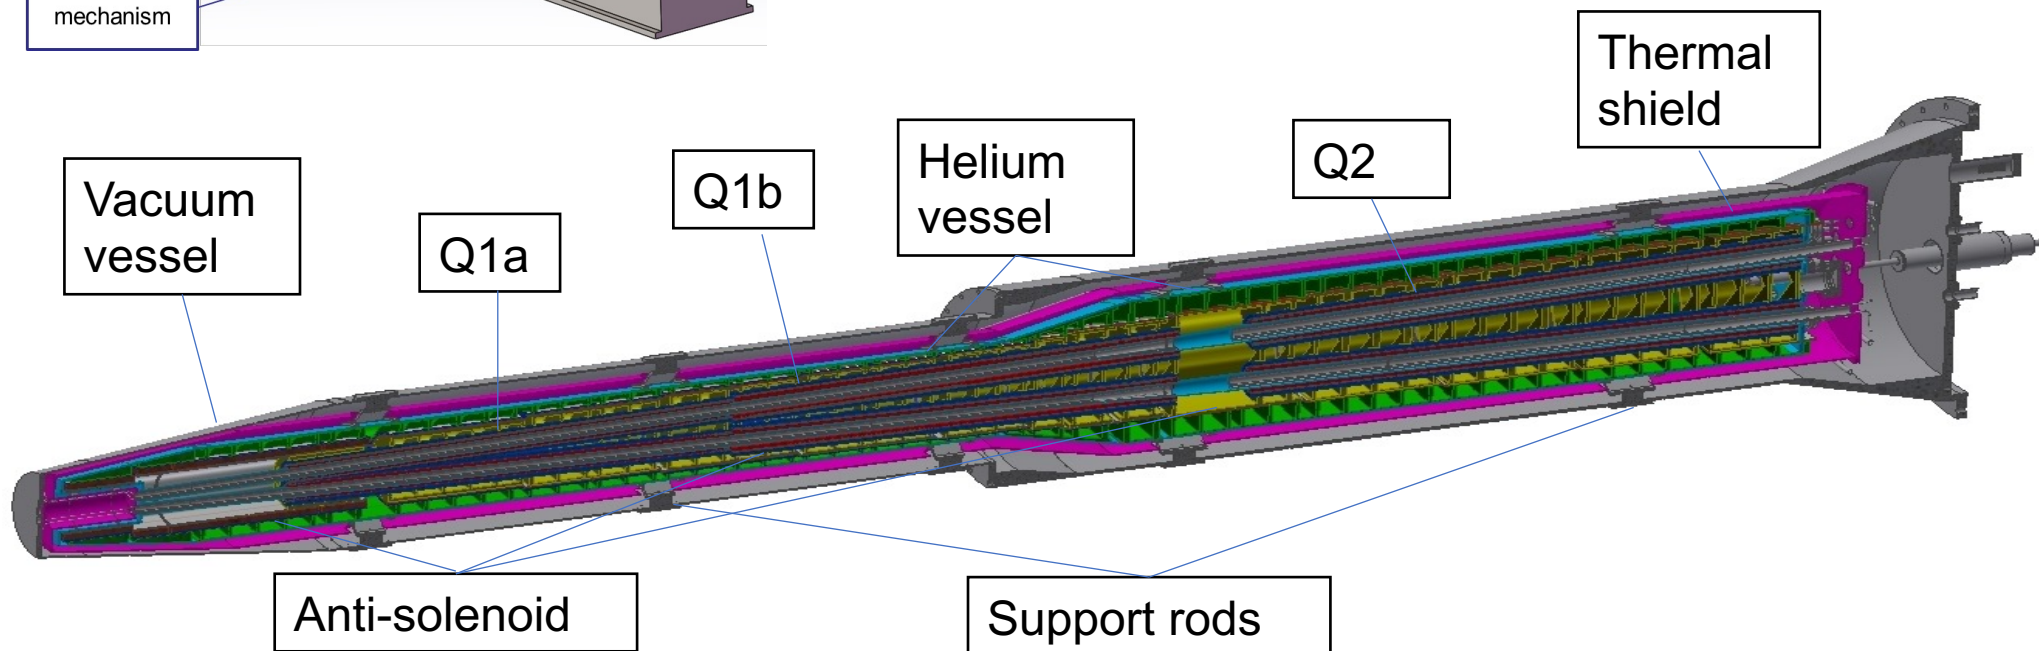 mechanism
Thermal
shield
Helium
vessel
Q2
Q1b
Vacuum
vessel
Q1a
Anti-solenoid
Support rods